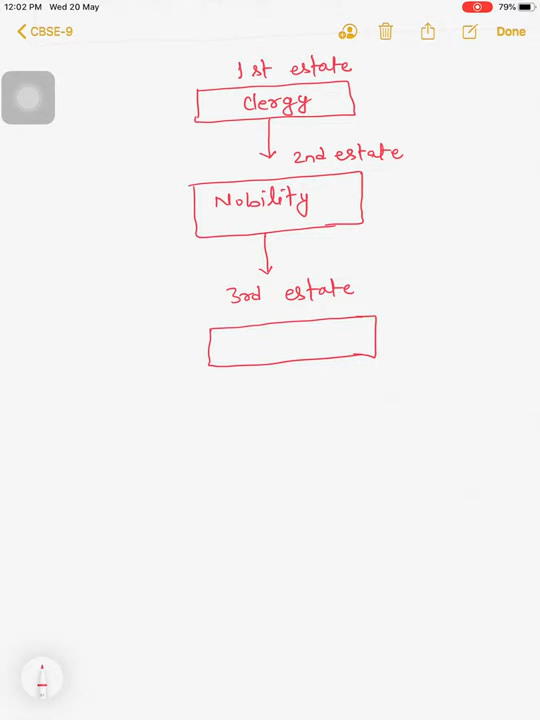 12:02 PM Wed 20 May 79%
CBSE-9 Done
1st estate
Clergy
2nd estate
Nobility
3rd estate